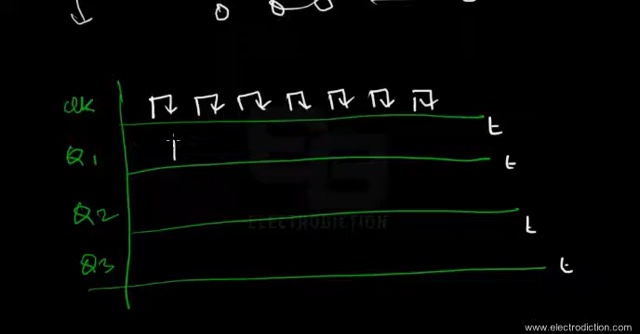 clk
t
Q1
t
ELECTRODICTION
Q2
t
Q3
t
www.electrodiction.com